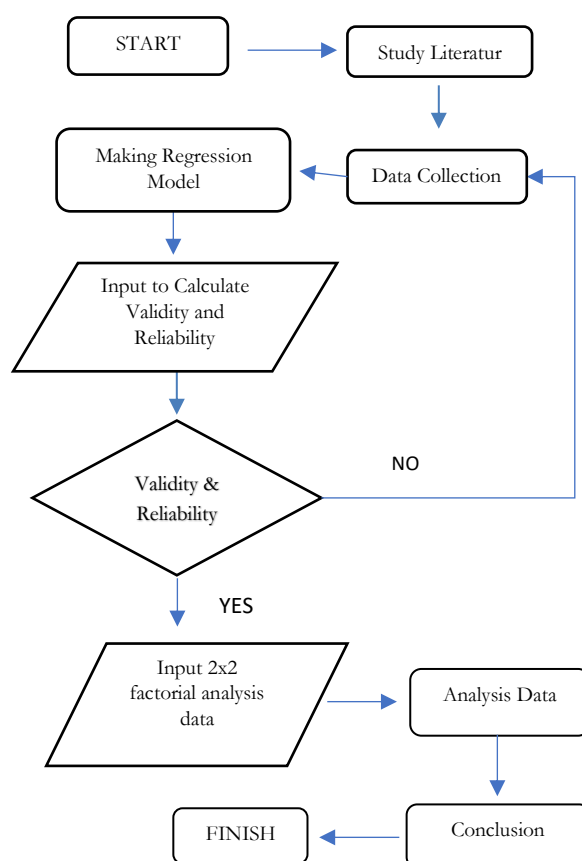 START
Study Literatur
Making Regression
Model
Data Collection
Input to Calculate
Validity and
Reliability
Validity &
Reliability
NO
YES
Input 2x2
factorial analysis
data
Analysis Data
Conclusion
FINISH